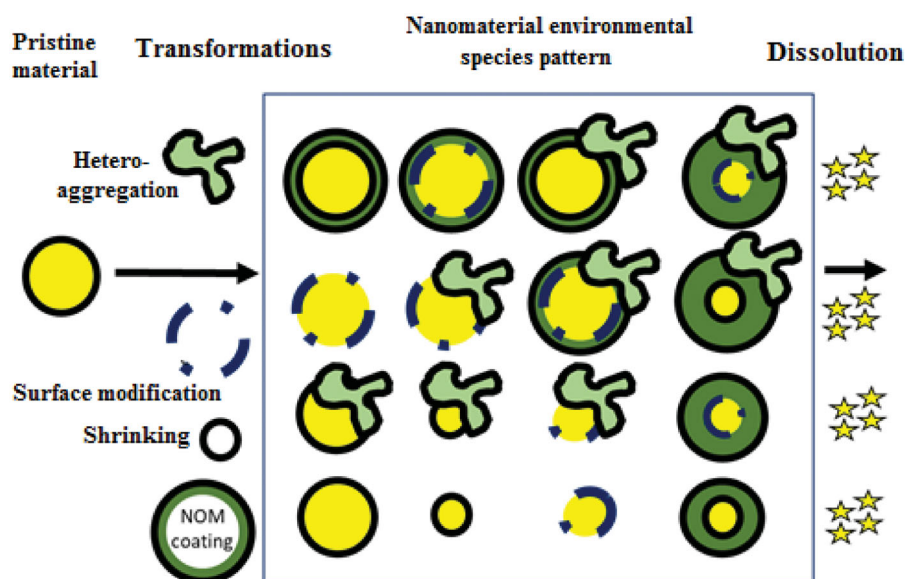 Pristine
material
Transformations
Nanomaterial environmental
species pattern
Dissolution
Hetero-
aggregation
Surface modification
Shrinking
NOM
coating